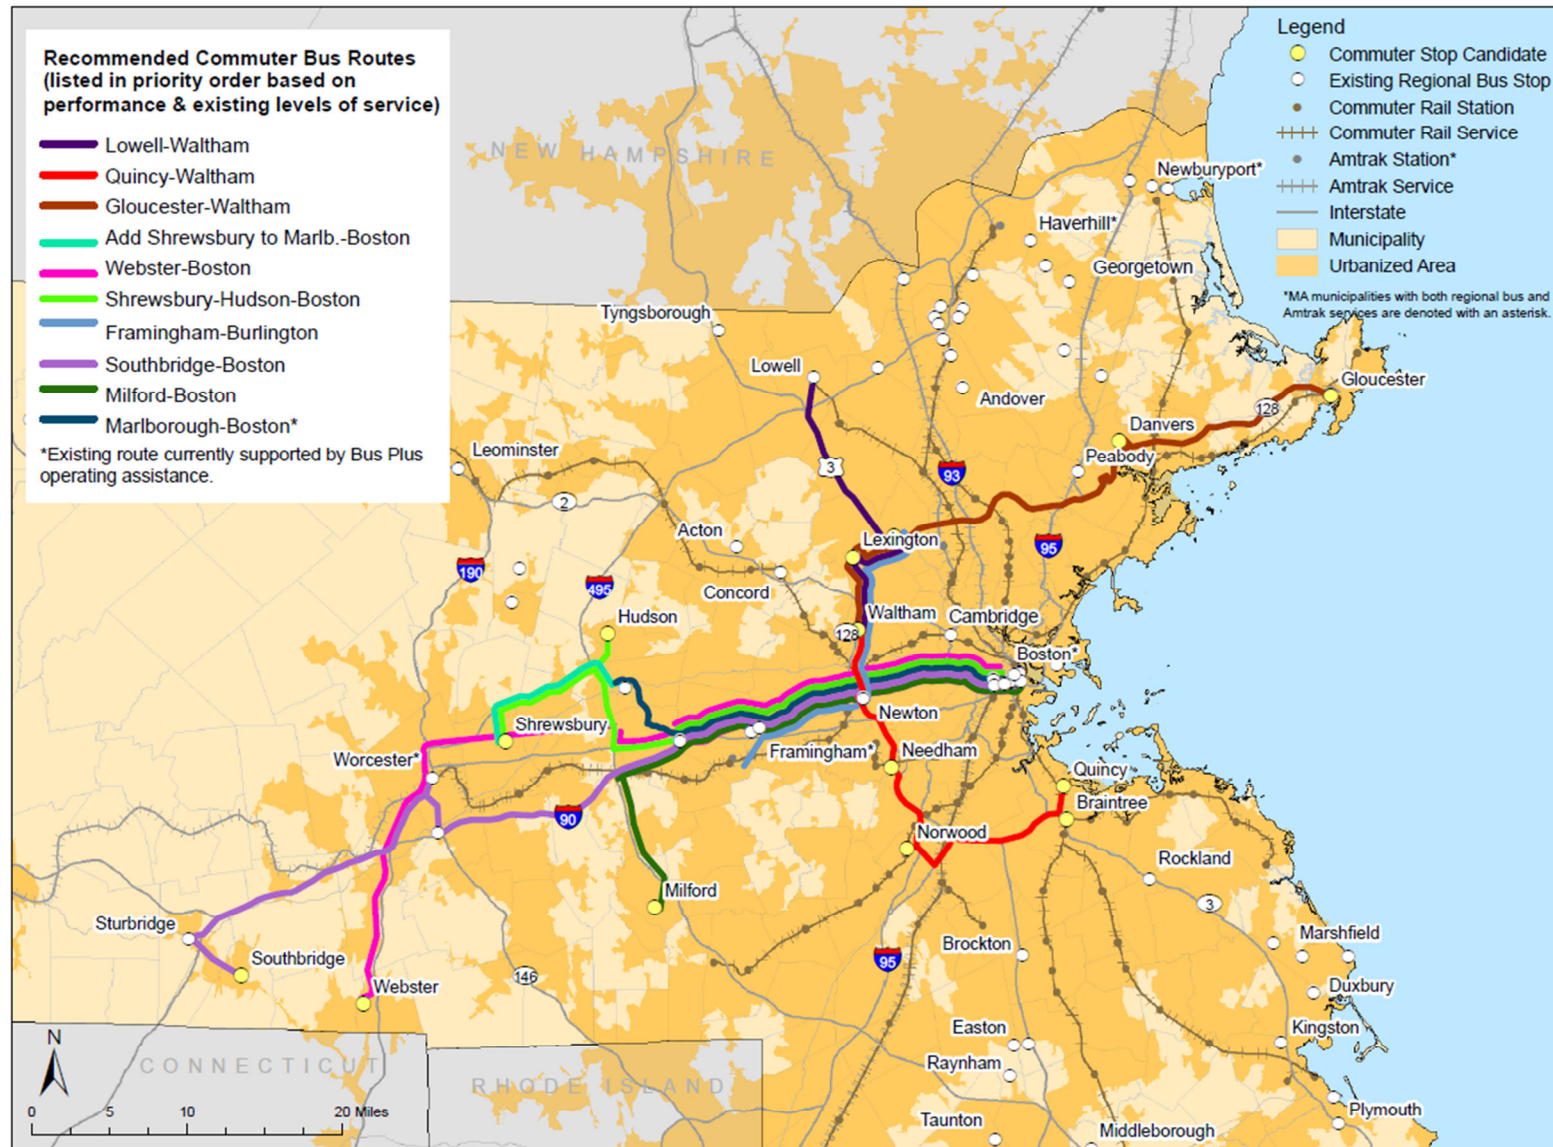 Recommended Commuter Bus Routes
(listed in priority order based on
performance & existing levels of service)
Lowell-Waltham
Quincy-Waltham
Gloucester-Waltham
Add Shrewsbury to Marlb.-Boston
Webster-Boston
Shrewsbury-Hudson-Boston
Framingham-Burlington
Southbridge-Boston
Milford-Boston
Marlborough-Boston*
*Existing route currently supported by Bus Plus
operating assistance.
Legend
Commuter Stop Candidate
Existing Regional Bus Stop
Commuter Rail Station
Commuter Rail Service
Amtrak Station*
Amtrak Service
Interstate
Municipality
Urbanized Area
*MA municipalities with both regional bus and
Amtrak services are denoted with an asterisk.
NEW HAMPSHIRE
Newburyport*
Haverhill*
Georgetown
Tyngsborough
Lowell
Gloucester
Andover
128
Danvers
Leominster
Peabody
3
93
2
Acton
Lexington
95
190
495
Concord
Hudson
Waltham
Cambridge
128
Boston*
Shrewsbury
Newton
Worcester*
Framingham*
Needham
Quincy
Braintree
90
Norwood
Rockland
Milford
3
Sturbridge
Brockton
Marshfield
Southbridge
95
146
Webster
Duxbury
Easton
Kingston
N
CONNECTICUT
Raynham
RHODE ISLAND
0 5 10 20 Miles
Plymouth
Taunton
Middleborough